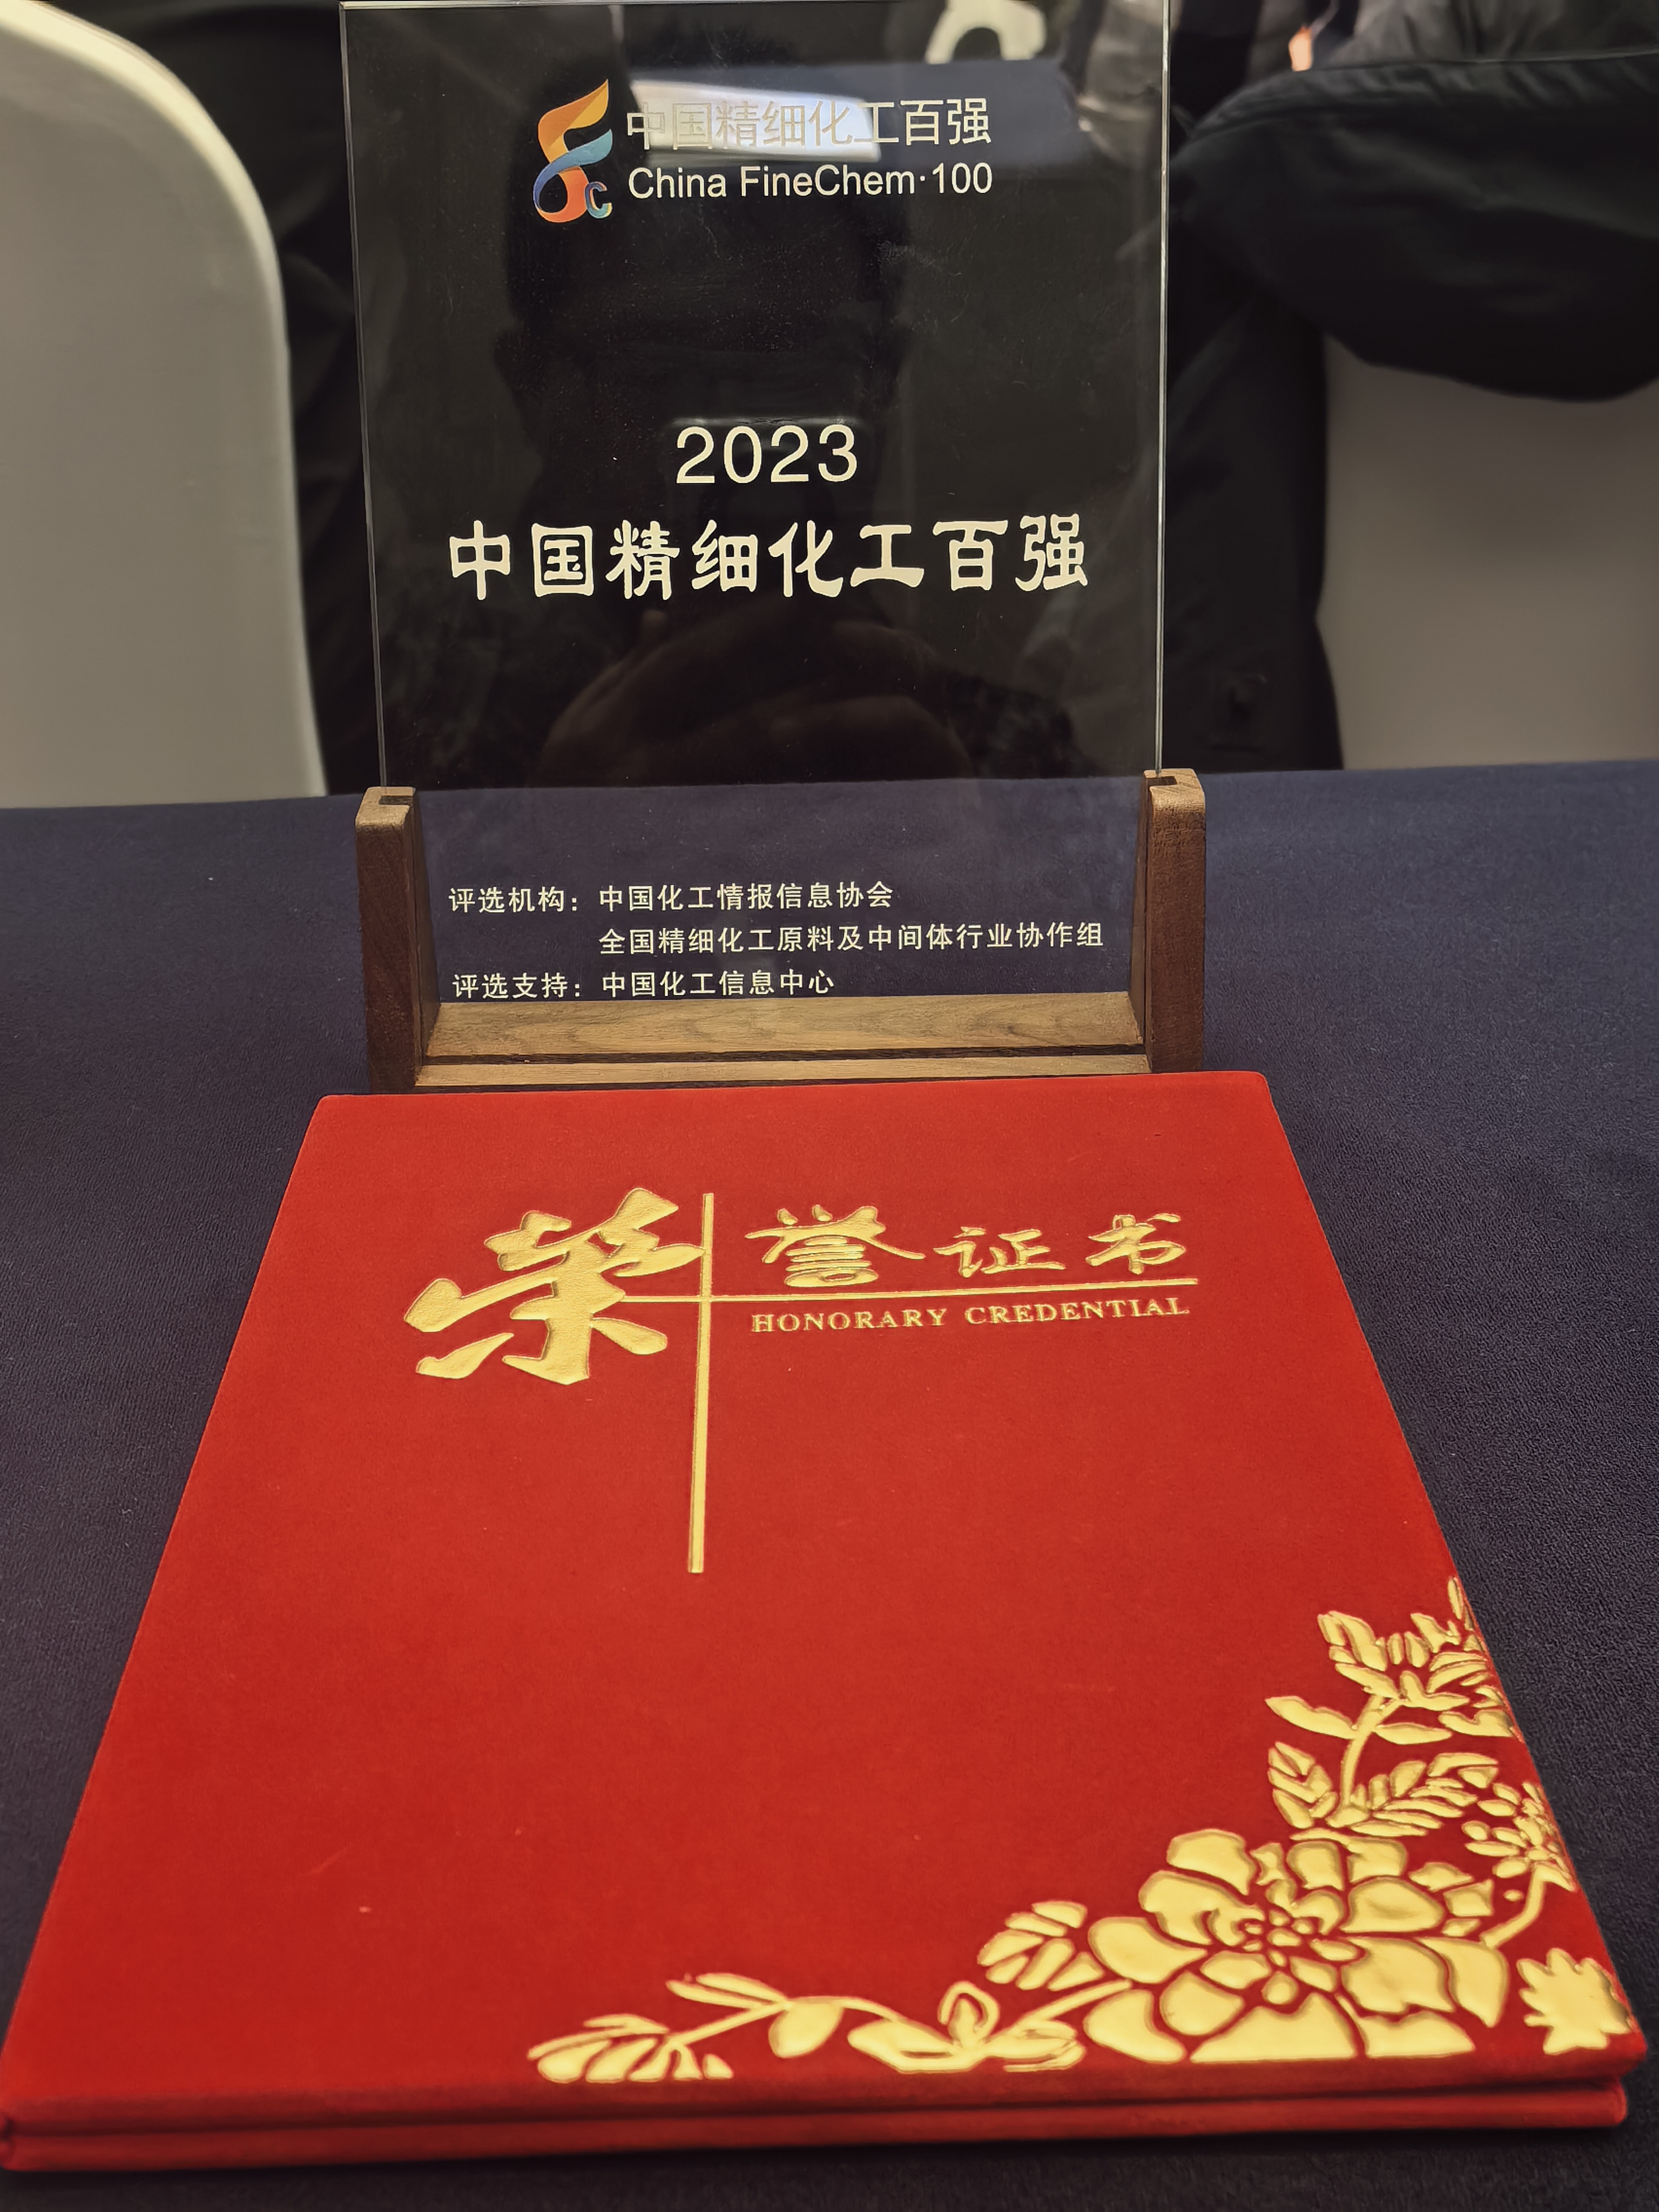 中国精细化工百强
China FineChem·100
2023
中国精细化工百强
评选机构：中国化工情报信息协会
全国精细化工原料及中间体行业协作组
评选支持：中国化工信息中心
荣誉证书
HONORARY CREDENTIAL